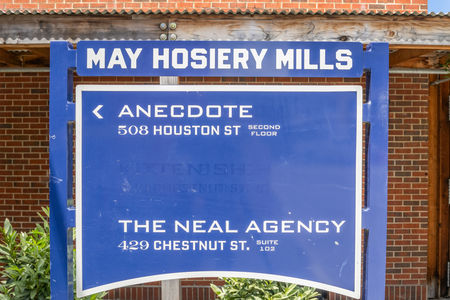 MAY HOSIERY MILLS
< ANECDOTE
508 HOUSTON ST SECOND FLOOR
THE NEAL AGENCY
429 CHESTNUT ST. SUITE 102